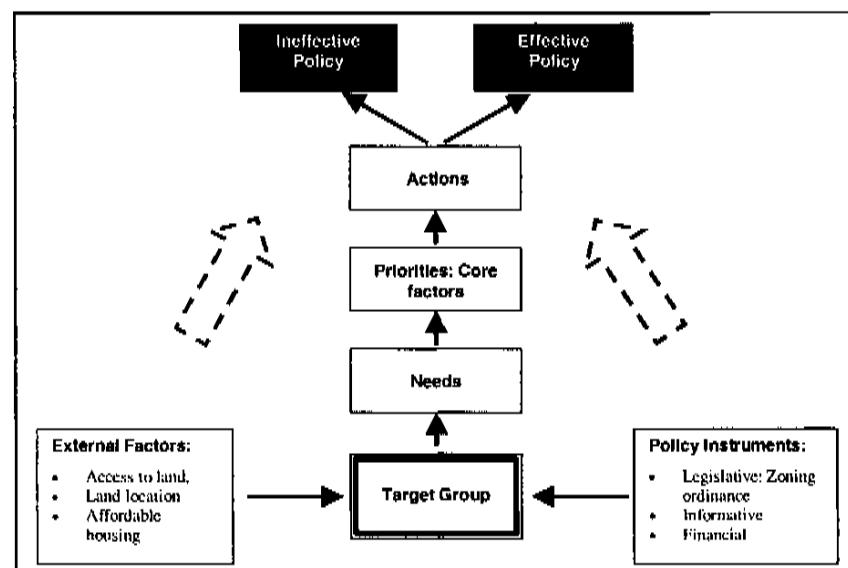 Ineffective
Policy
Effective
Policy
Actions
Priorities: Core
factors
Needs
External Factors:
• Access to land,
• Land location
• Affordable
housing
Target Group
Policy Instruments:
• Legislative: Zoning
ordinance
• Informative
• Financial